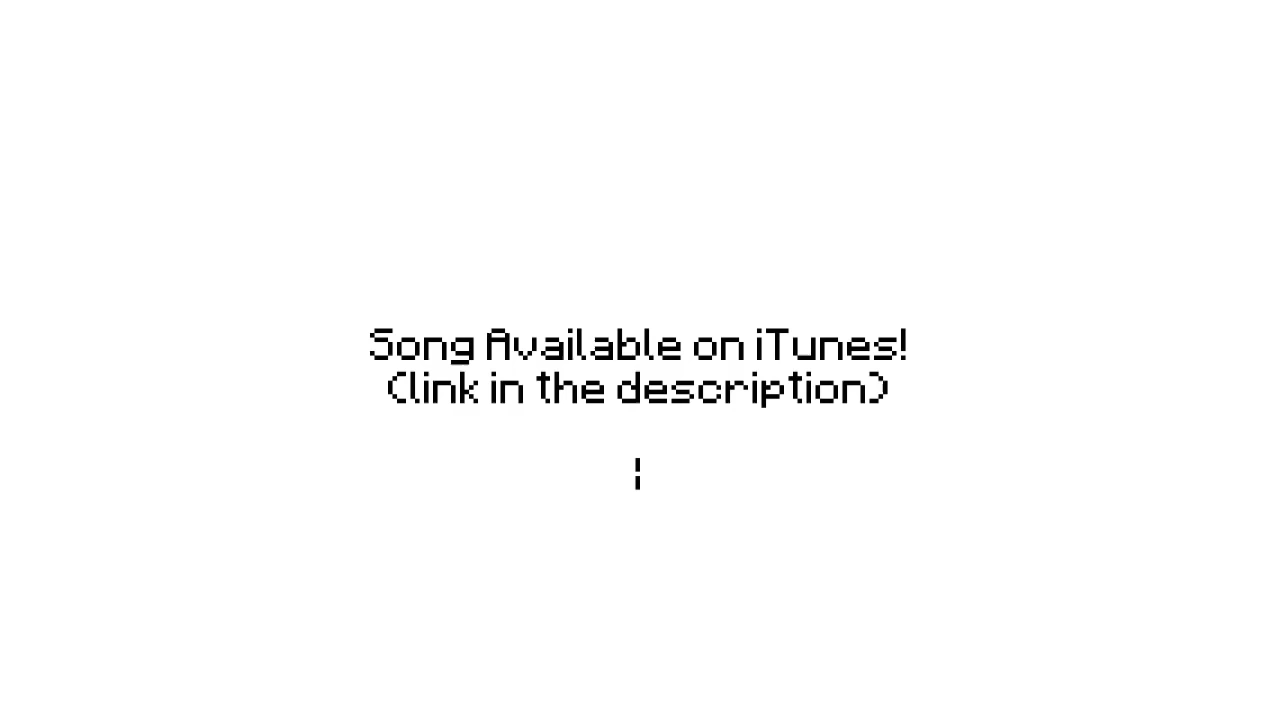 Song Available on iTunes!
(link in the description)
¦